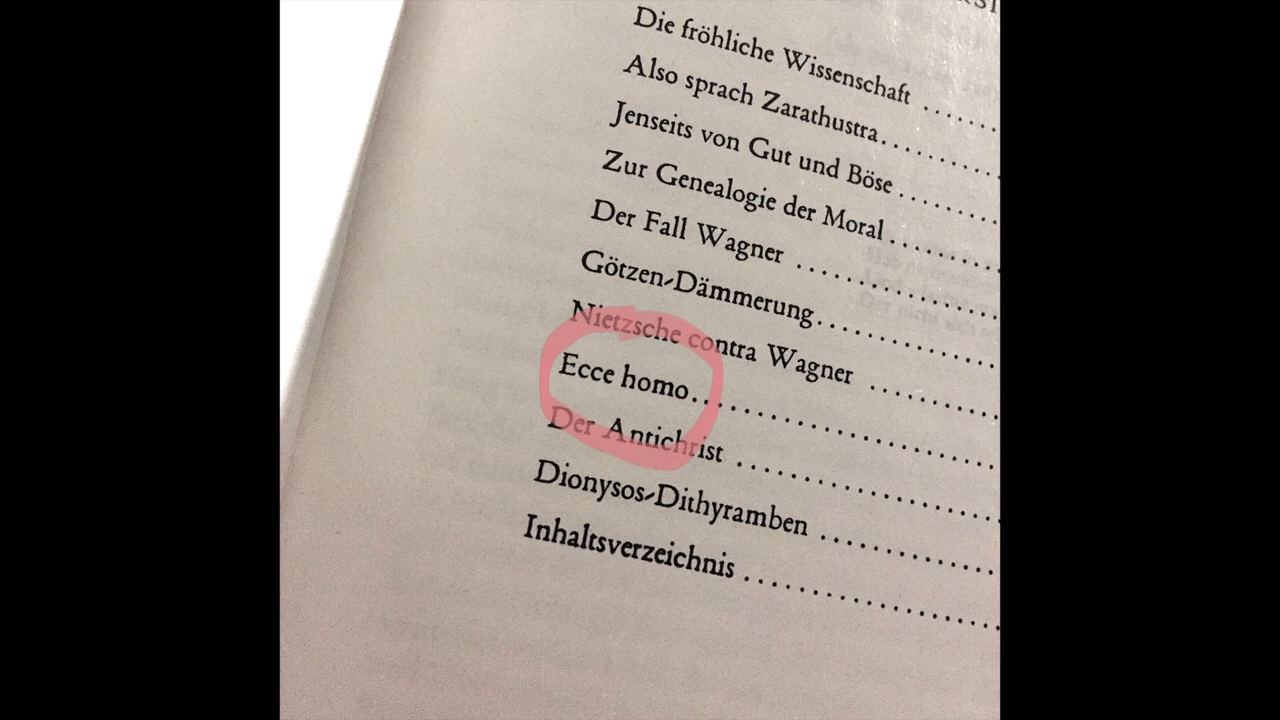 Die fröhliche Wissenschaft ......
Also sprach Zarathustra...........
Jenseits von Gut und Böse .........
Zur Genealogie der Moral .........
Der Fall Wagner ................
Götzen-Dämmerung..............
Nietzsche contra Wagner ..........
Ecce homo......................
Der Antichrist ...................
Dionysos-Dithyramben .............
Inhaltsverzeichnis ..................